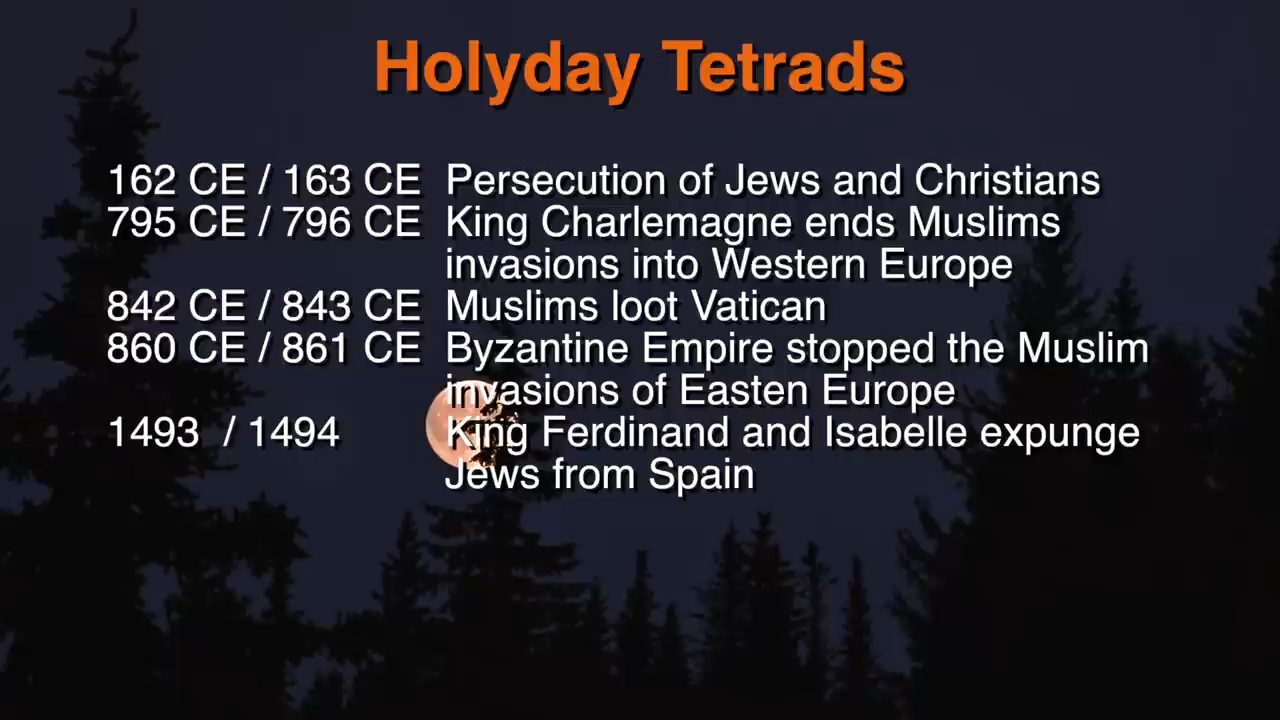 Holyday Tetrads
162 CE / 163 CE Persecution of Jews and Christians
795 CE / 796 CE King Charlemagne ends Muslims
invasions into Western Europe
842 CE / 843 CE Muslims loot Vatican
860 CE / 861 CE Byzantine Empire stopped the Muslim
invasions of Easten Europe
1493 / 1494 King Ferdinand and Isabelle expunge
Jews from Spain